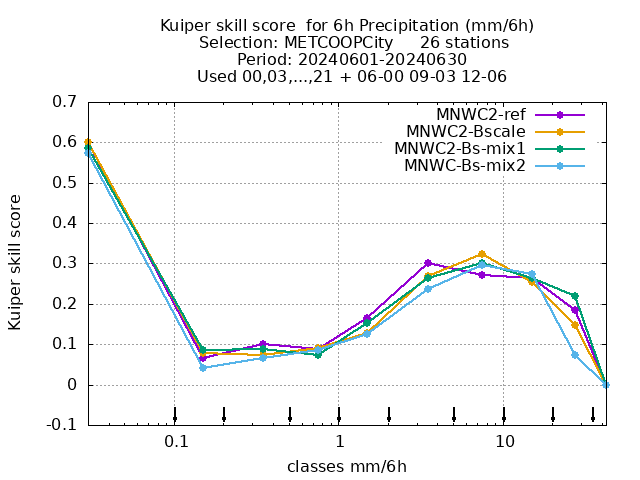 Kuiper skill score  for 6h Precipitation (mm/6h)
Selection: METCOOPCity     26 stations
Period: 20240601-20240630
Used 00,03,...,21 + 06-00 09-03 12-06
MNWC2-ref
MNWC2-Bscale
MNWC2-Bs-mix1
MNWC-Bs-mix2
Kuiper skill score
0.7
0.6
0.5
0.4
0.3
0.2
0.1
0
-0.1
0.1 1 10
classes mm/6h